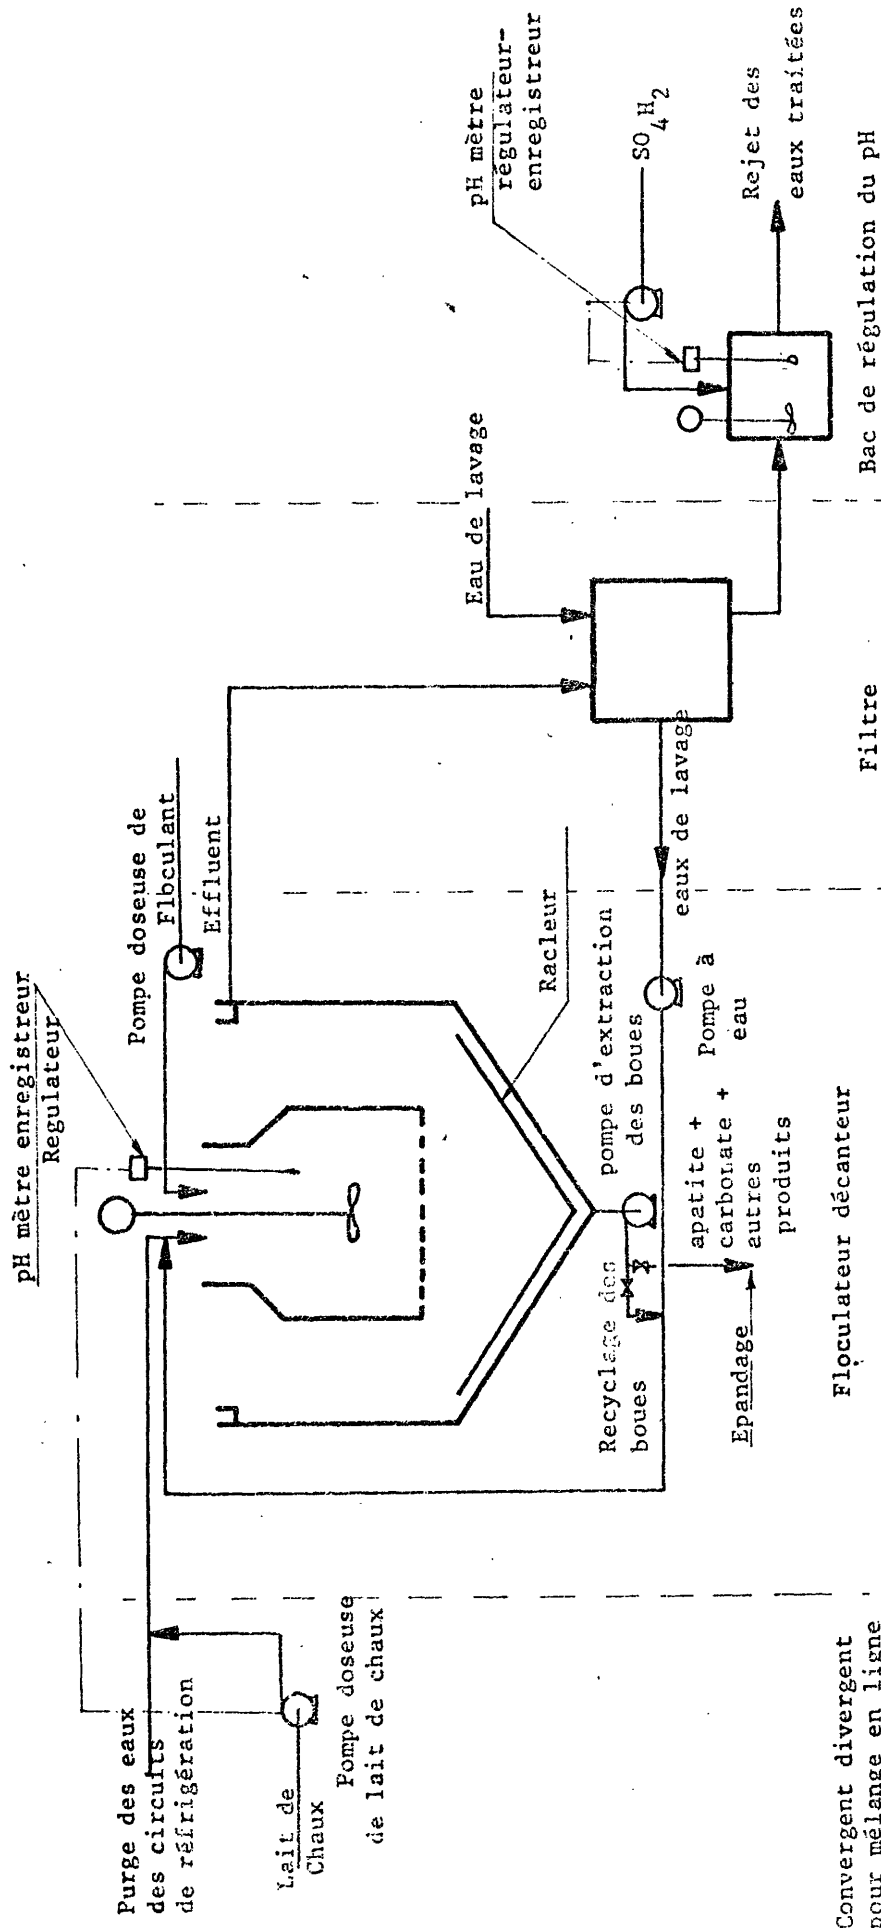 Purge des eaux
des circuits
de réfrigération
Lait de
Chaux
Pompe doseuse
de lait de chaux
Convergent divergent
pour mélange en ligne
pH mètre enregistreur
Regulateur
Pompe doseuse de
Floculant
Effluent
Racleur
pompe d'extraction
des boues
Recyclage des
boues
Epandage
apatite +
carbonate +
autres
produits
Pompe à
eau
Floculateur décanteur
Eau de lavage
eaux de lavage
Filtre
pH mètre
régulateur-
enregistreur
SO4H2
Rejet des
eaux traitées
Bac de régulation du pH